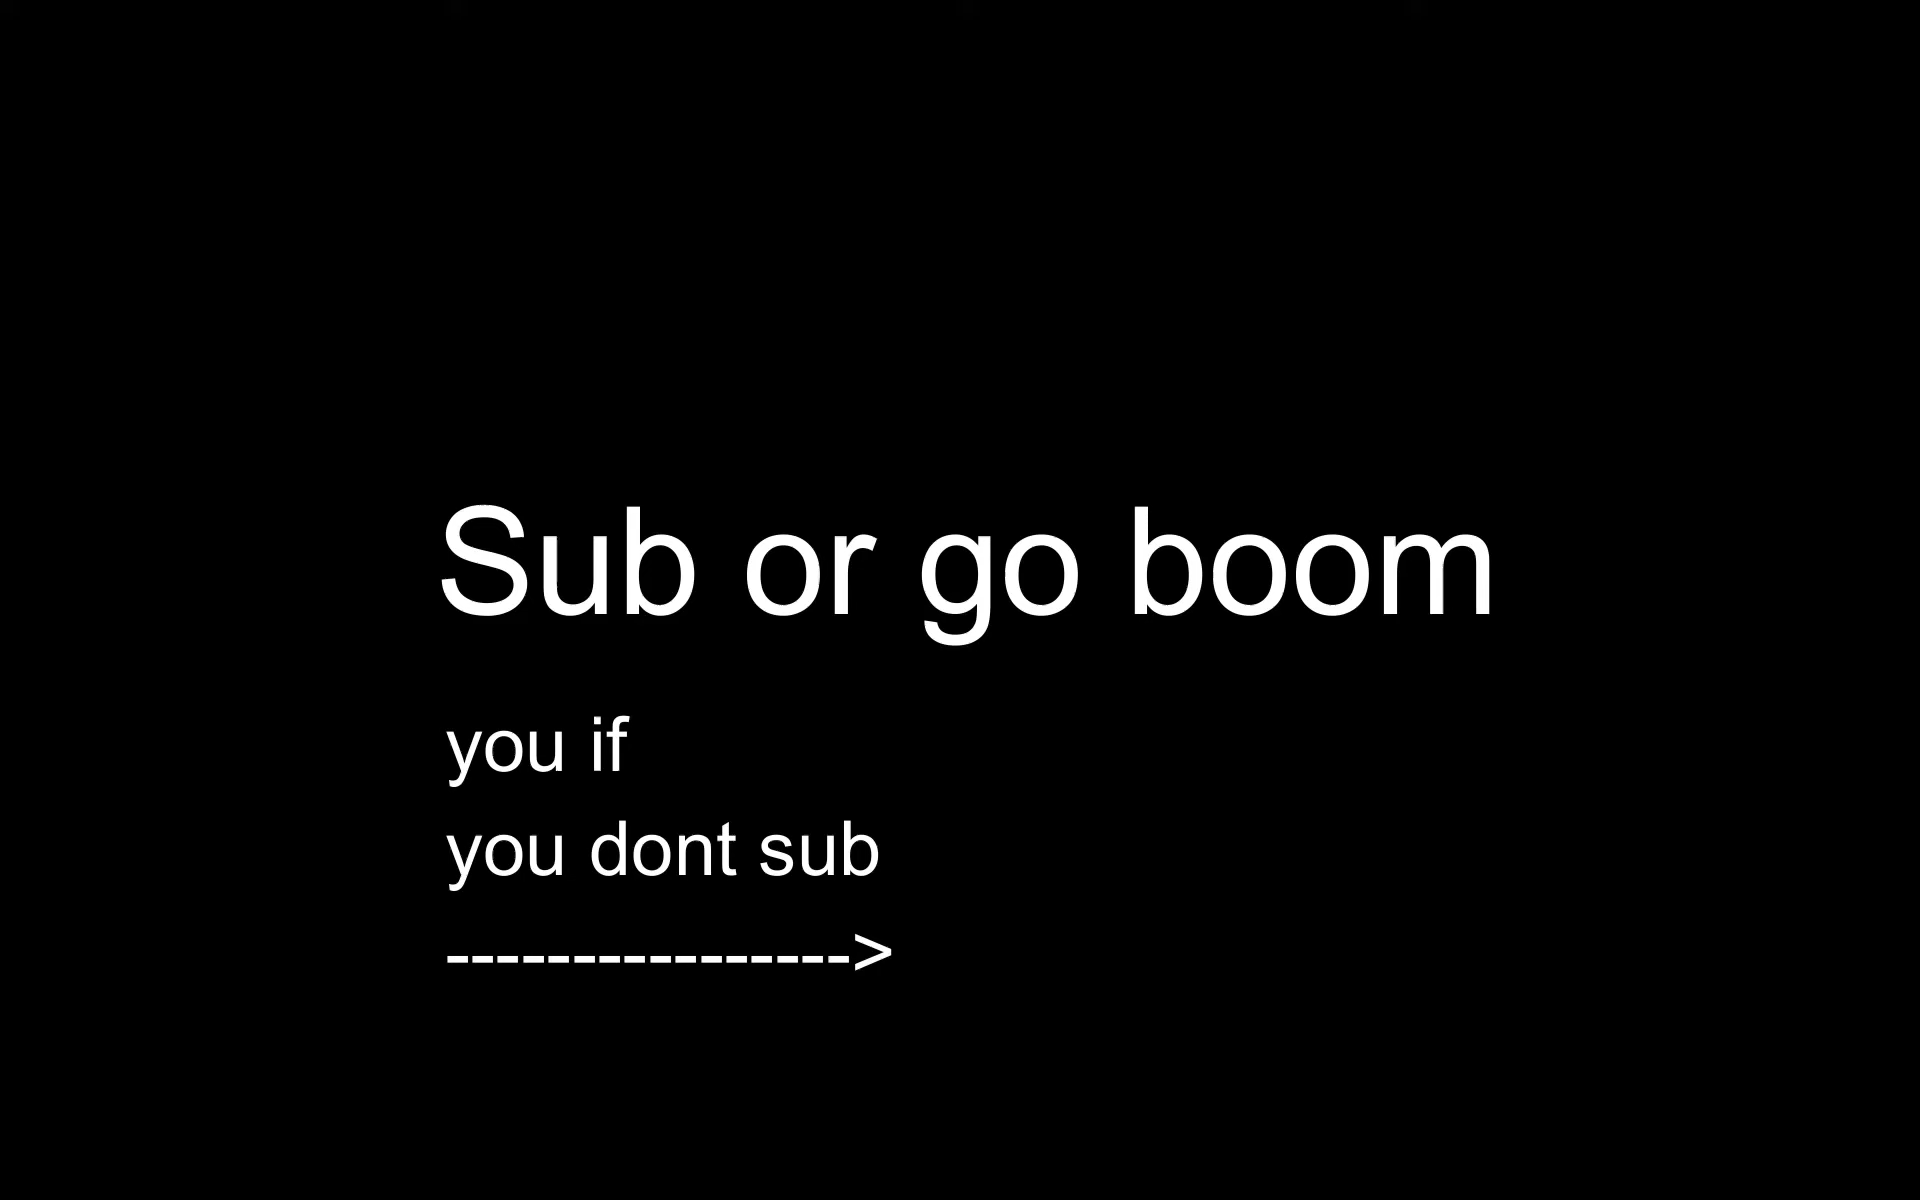 Sub or go boom
you if
you dont sub
---------------->